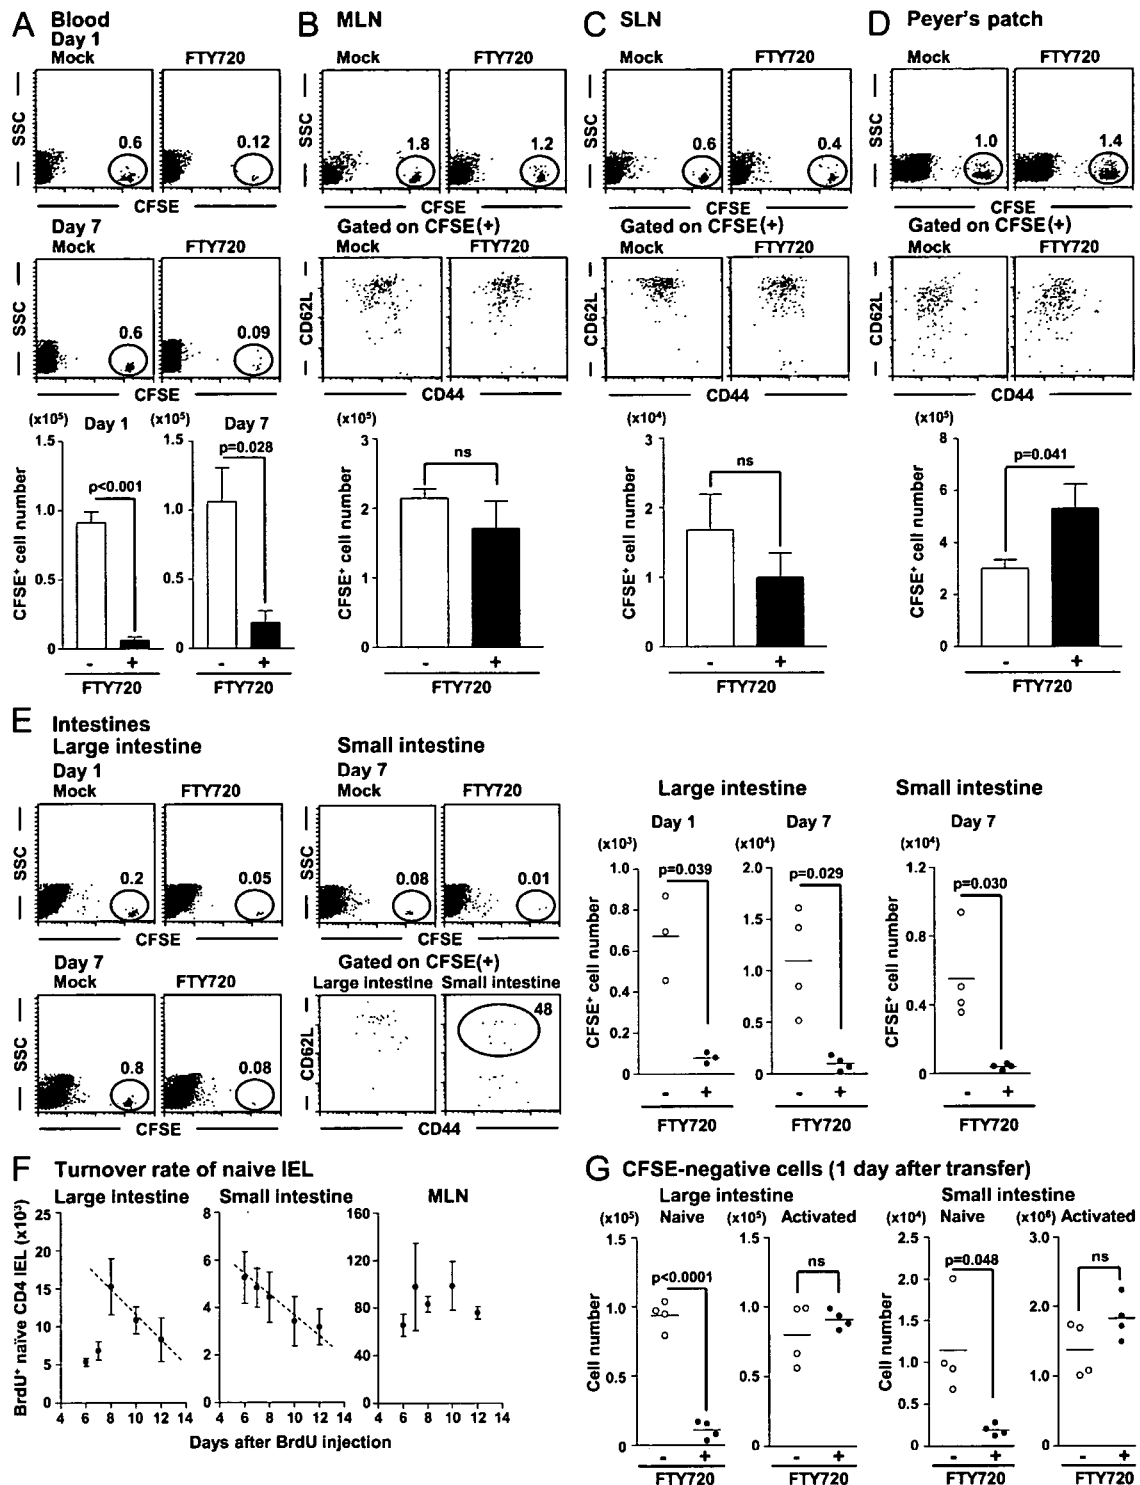 A Blood
Day 1
Mock FTY720
SSC
0.6 0.12
CFSE
Day 7
Mock FTY720
SSC
0.6 0.09
CFSE
(x10⁵) Day 1 (x10⁵) Day 7
CFSE⁺ cell number
1.5 1.0 0.5 0
p<0.001
1.5 1.0 0.5 0
p=0.028
- + - +
FTY720 FTY720
B MLN
Mock FTY720
SSC
1.8 1.2
CFSE
Gated on CFSE(+)
Mock FTY720
CD62L
CD44
(x10⁵)
CFSE⁺ cell number
3 2 1 0
ns
- +
FTY720
C SLN
Mock FTY720
SSC
0.6 0.4
CFSE
Gated on CFSE(+)
Mock FTY720
CD62L
CD44
(x10⁴)
CFSE⁺ cell number
3 2 1 0
ns
- +
FTY720
D Peyer's patch
Mock FTY720
SSC
1.0 1.4
CFSE
Gated on CFSE(+)
Mock FTY720
CD62L
CD44
(x10⁵)
CFSE⁺ cell number
8 6 4 2 0
p=0.041
- +
FTY720
E Intestines
Large intestine
Day 1
Mock FTY720
SSC
0.2 0.05
CFSE
Day 7
Mock FTY720
SSC
0.8 0.08
CFSE
Small intestine
Day 7
Mock FTY720
SSC
0.08 0.01
CFSE
Gated on CFSE(+)
Large intestine Small intestine
CD62L
48
CD44
Large intestine
Day 1 Day 7
(x10³) (x10⁴)
CFSE⁺ cell number
1.0 0.8 0.6 0.4 0.2 0
p=0.039
2.0 1.5 1.0 0.5 0
p=0.029
- + - +
FTY720 FTY720
Small intestine
Day 7
(x10⁴)
CFSE⁺ cell number
1.2 0.8 0.4 0
p=0.030
- +
FTY720
F Turnover rate of naive IEL
Large intestine Small intestine MLN
BrdU⁺ naïve CD4 IEL (x10³)
25 20 15 10 5 0
8 6 4 2 0
160 120 80 40 0
4 6 8 10 12 14 4 6 8 10 12 14 4 6 8 10 12 14
Days after BrdU injection
G CFSE-negative cells (1 day after transfer)
Large intestine Small intestine
(x10⁵) Naive (x10⁵) Activated (x10⁴) Naive (x10⁶) Activated
Cell number
1.5 1.0 0.5 0
p<0.0001
1.5 1.0 0.5 0
ns
Cell number
2.5 2.0 1.5 1.0 0.5 0
p=0.048
3.0 2.0 1.0 0
ns
- + - + - + - +
FTY720 FTY720 FTY720 FTY720